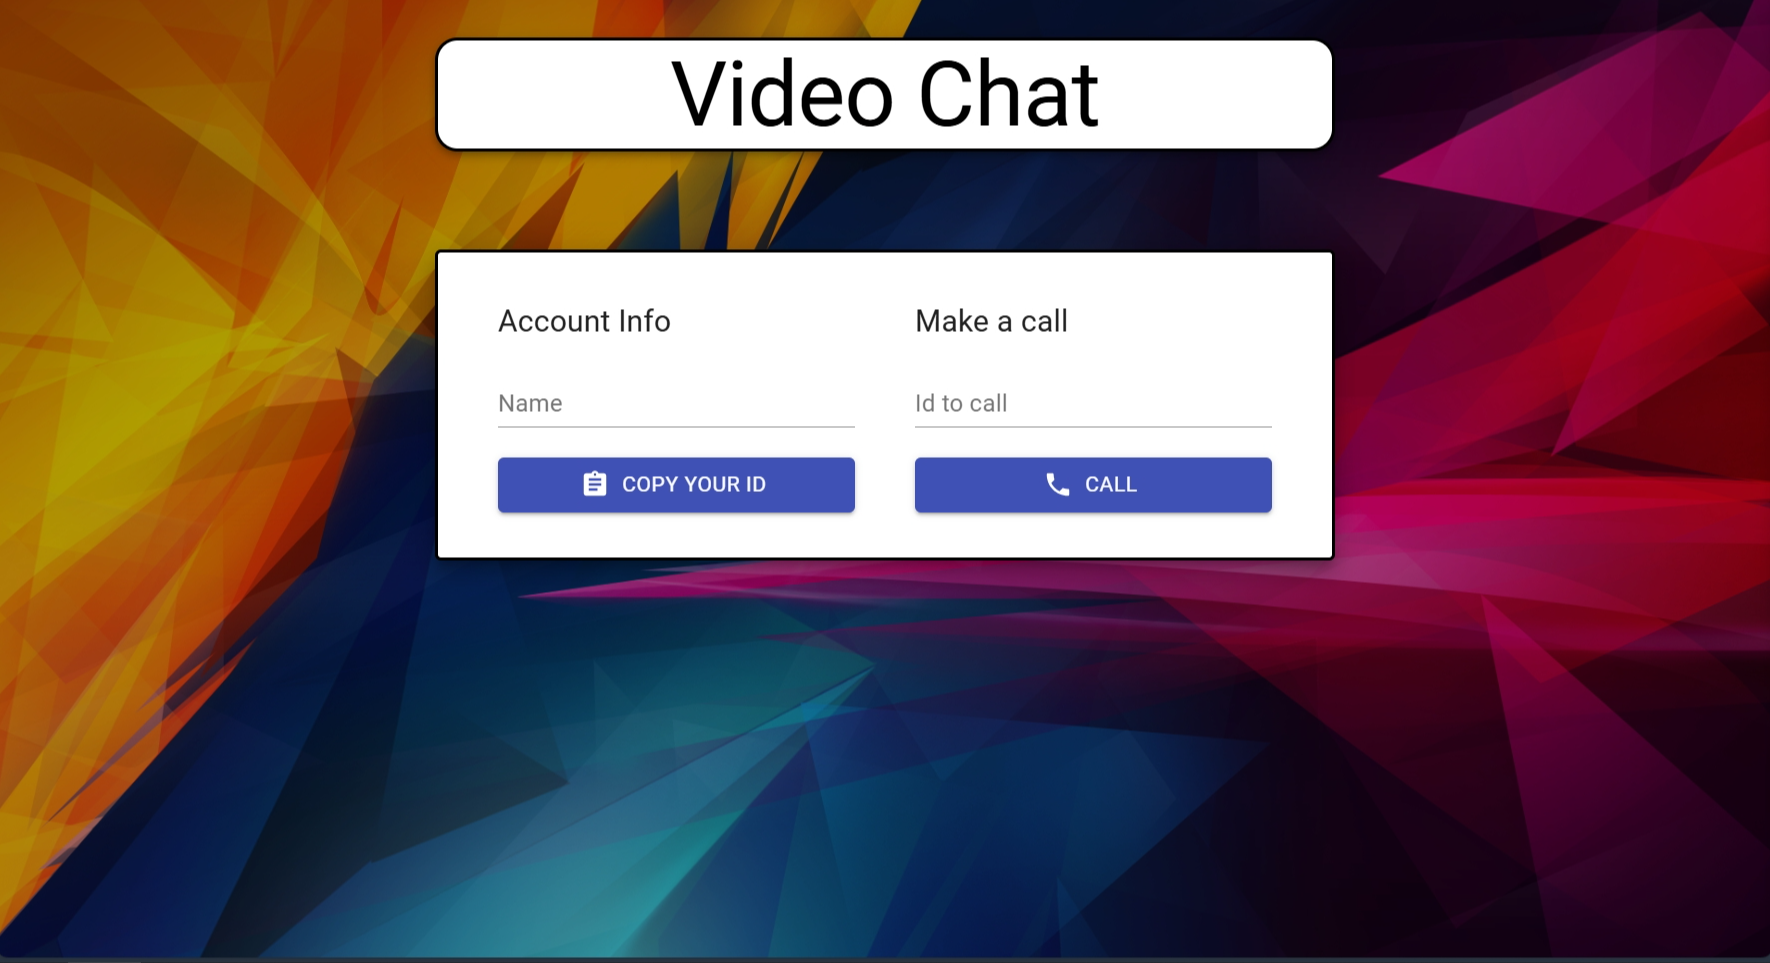 Video Chat
Account Info
Name
COPY YOUR ID
Make a call
Id to call
CALL